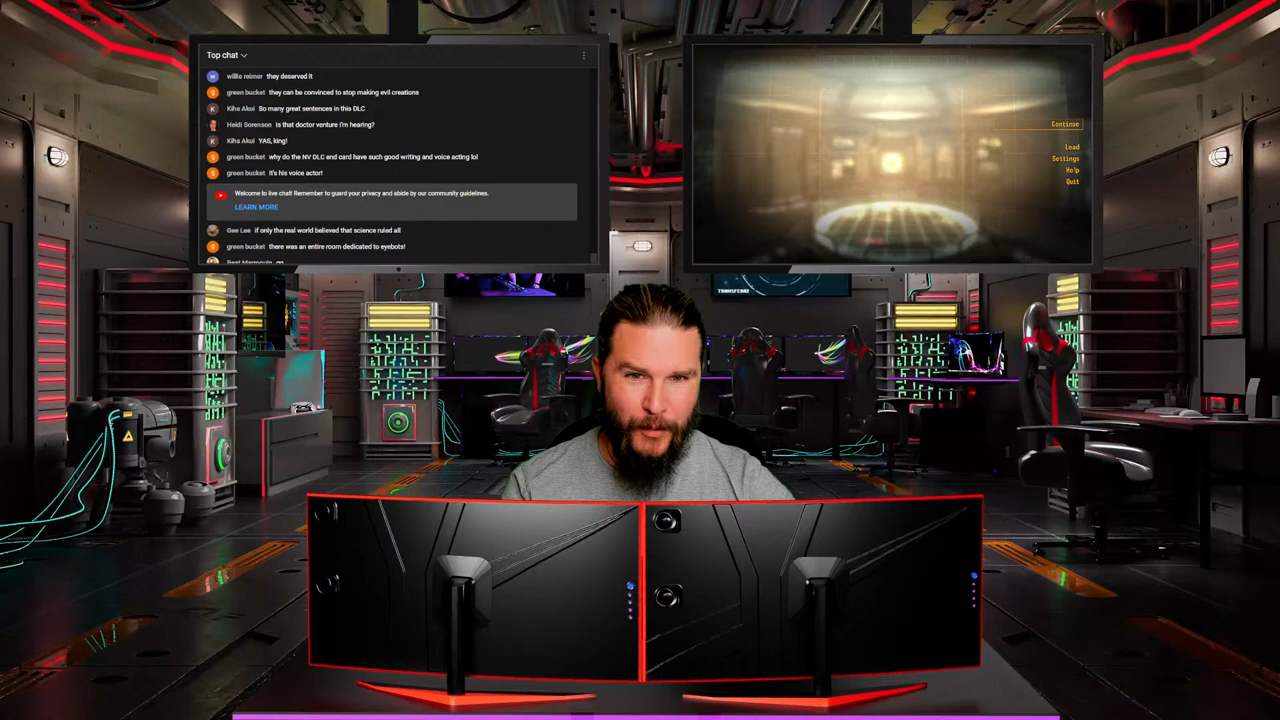 Top chat
willie reimer they deserved it
green bucket they can be convinced to stop making evil creations
Kiha Akui So many great sentences in this DLC
Heidi Sorenson is that doctor venture I'm hearing?
Kiha Akui YAS, king!
green bucket why do the NV DLC end card have such good writing and voice acting lol
green bucket it's his voice actor!
Welcome to live chat! Remember to guard your privacy and abide by our community guidelines.
LEARN MORE
Gee Lee if only the real world believed that science ruled all
green bucket there was an entire room dedicated to eyebots!
Continue
Load
Settings
Help
Quit